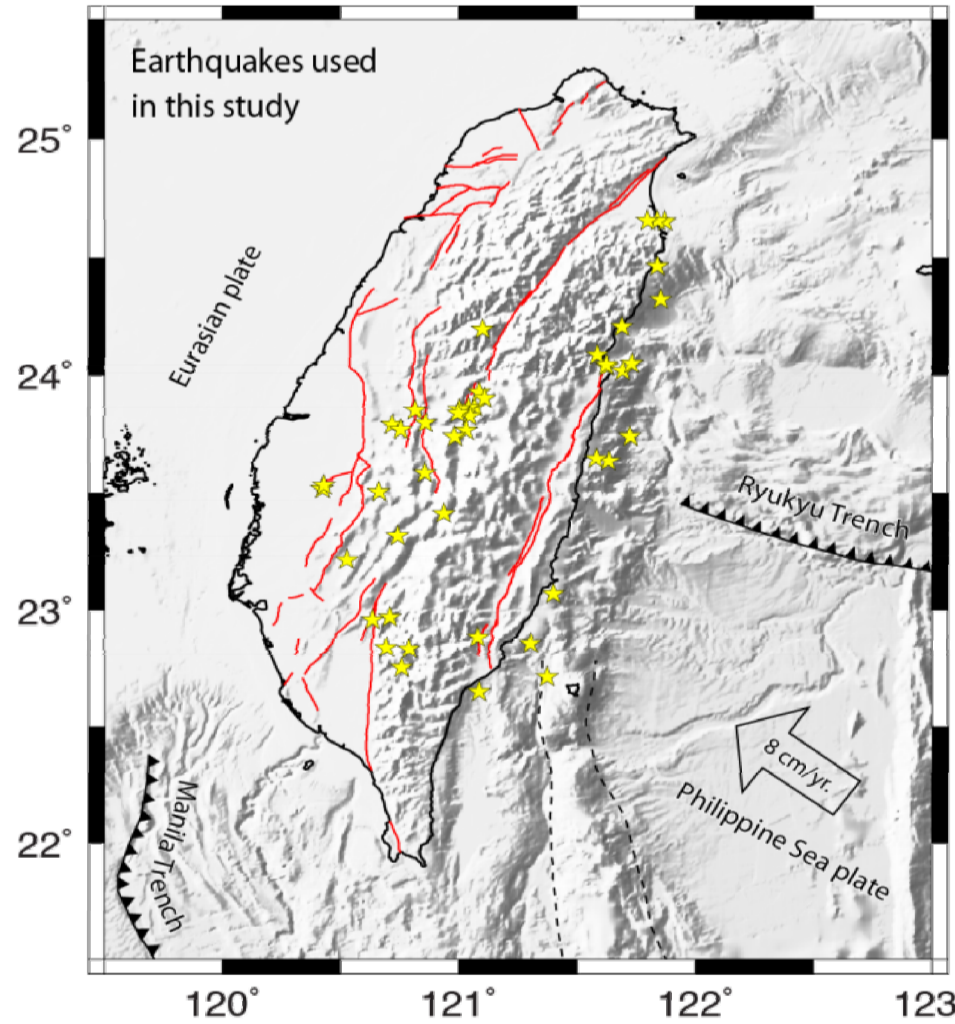 Earthquakes used
in this study
25°
24°
23°
22°
Eurasian plate
Ryukyu Trench
8 cm/yr.
Philippine Sea plate
Manila Trench
120°
121°
122°
123